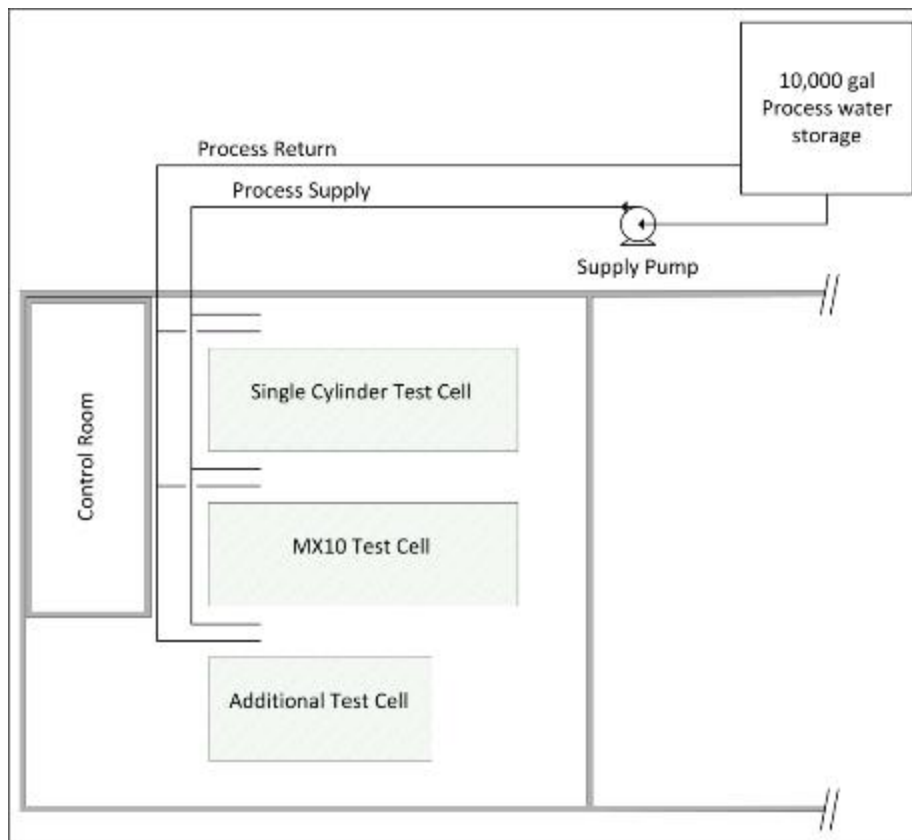 10,000 gal
Process water
storage
Process Return
Process Supply
Supply Pump
Single Cylinder Test Cell
Control Room
MX10 Test Cell
Additional Test Cell